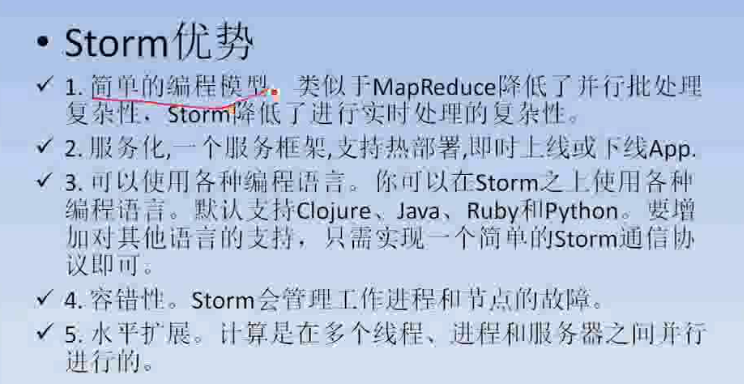 • Storm优势
✓ 1. 简单的编程模型。类似于MapReduce降低了并行批处理
复杂性，Storm降低了进行实时处理的复杂性。
✓ 2. 服务化,一个服务框架,支持热部署,即时上线或下线App.
✓ 3. 可以使用各种编程语言。你可以在Storm之上使用各种
编程语言。默认支持Clojure、Java、Ruby和Python。要增
加对其他语言的支持，只需实现一个简单的Storm通信协
议即可。
✓ 4. 容错性。Storm会管理工作进程和节点的故障。
✓ 5. 水平扩展。计算是在多个线程、进程和服务器之间并行
进行的。